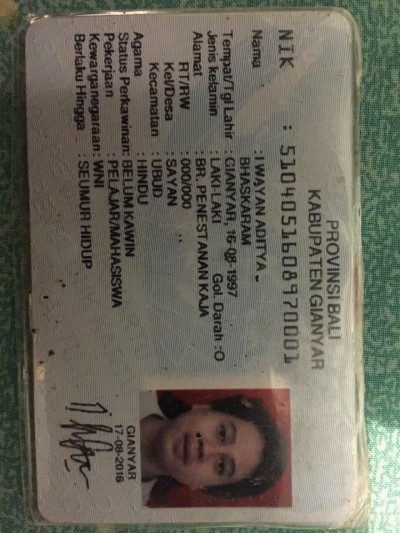 PROVINSI BALI
KABUPATEN GIANYAR
NIK : 5104051608970001
Nama : I WAYAN ADITYA
BHASKARAM
Tempat/Tgl Lahir : GIANYAR, 16-08-1997
Jenis kelamin : LAKI-LAKI Gol. Darah :O
Alamat : BR. PENESTANAN KAJA
RT/RW : 000/000
Kel/Desa : SAYAN
Kecamatan : UBUD
Agama : HINDU
Status Perkawinan: BELUM KAWIN
Pekerjaan : PELAJAR/MAHASISWA
Kewarganegaraan: WNI
Berlaku Hingga : SEUMUR HIDUP
GIANYAR
17-08-2016